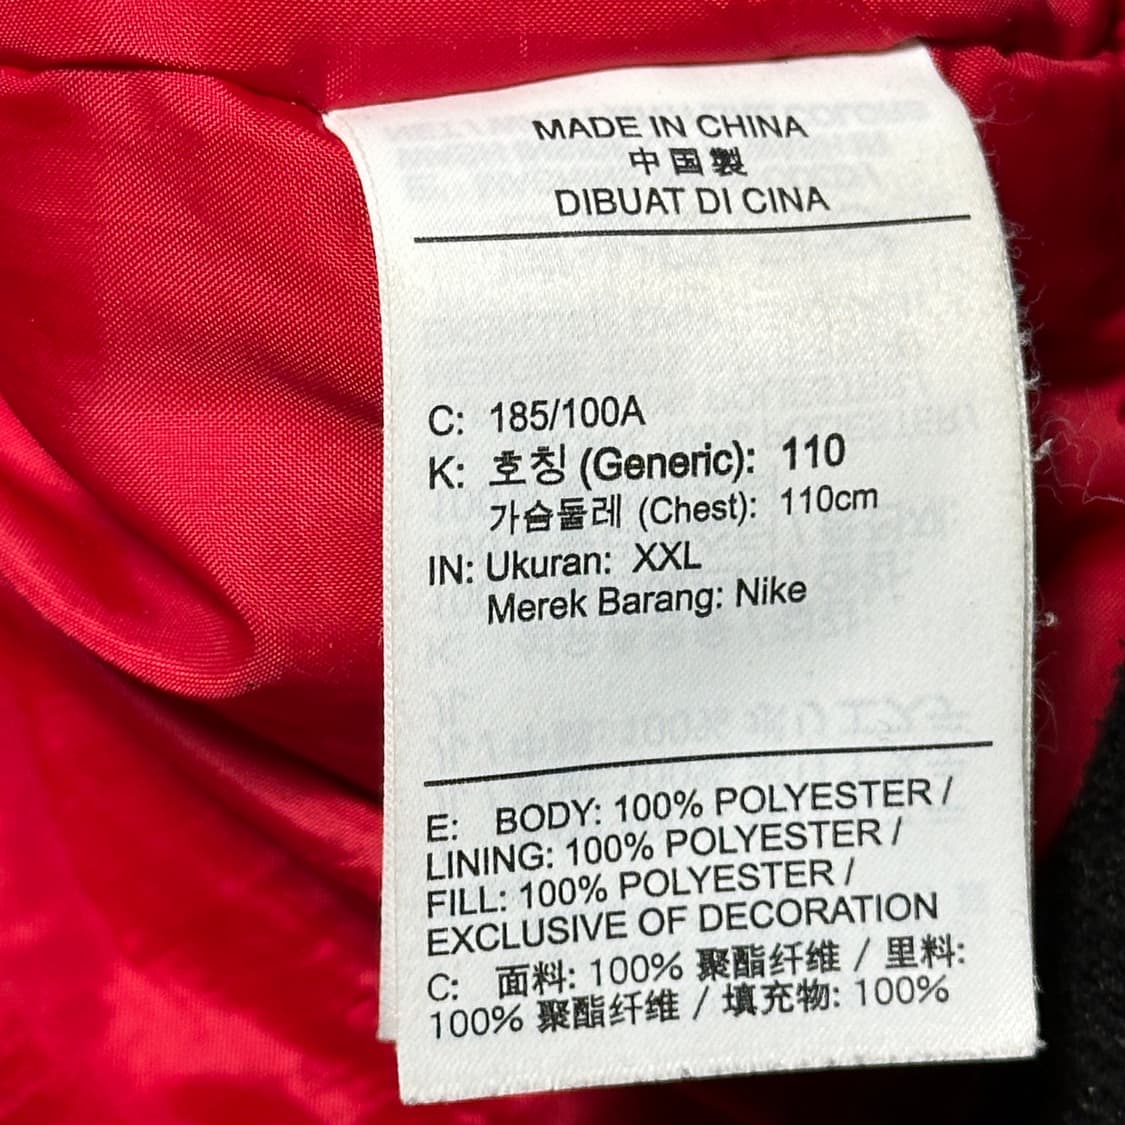 MADE IN CHINA
中国製
DIBUAT DI CINA
C: 185/100A
K: 호칭 (Generic): 110
가슴둘레 (Chest): 110cm
IN: Ukuran: XXL
Merek Barang: Nike
E: BODY: 100% POLYESTER /
LINING: 100% POLYESTER /
FILL: 100% POLYESTER /
EXCLUSIVE OF DECORATION
C: 面料: 100% 聚酯纤维 / 里料:
100% 聚酯纤维 / 填充物: 100%